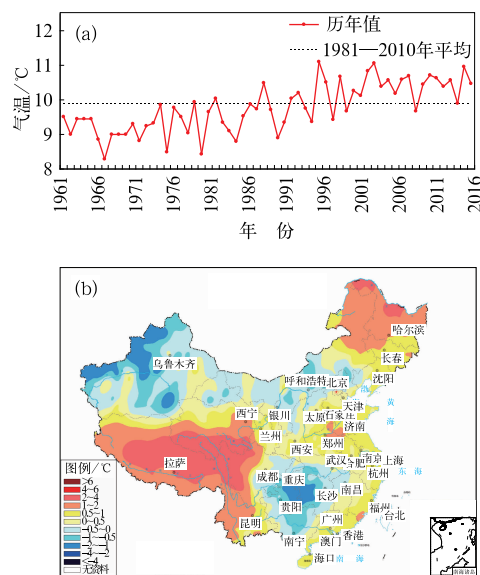 (a)
历年值
1981—2010年平均
气温/℃
12
11
10
9
8
1961
1966
1971
1976
1981
1986
1991
1996
2001
2006
2011
2016
年 份
(b)
哈尔滨
长春
乌鲁木齐
沈阳
呼和浩特
北京
渤
天津
黄
海
石家庄
太原
济南
西宁
银川
兰州
郑州
西安
拉萨
武汉
合肥
南京
上海
杭州
东 海
成都
重庆
长沙
南昌
贵阳
福州
台北
昆明
广州
香港
南宁
澳门
海口
南 海
图例/℃
≥6
4~6
2~4
1~2
0.5~1
0~0.5
-0.5~0
-1~-0.5
-2~-1
-4~-2
≤-4
无资料
南海诸岛